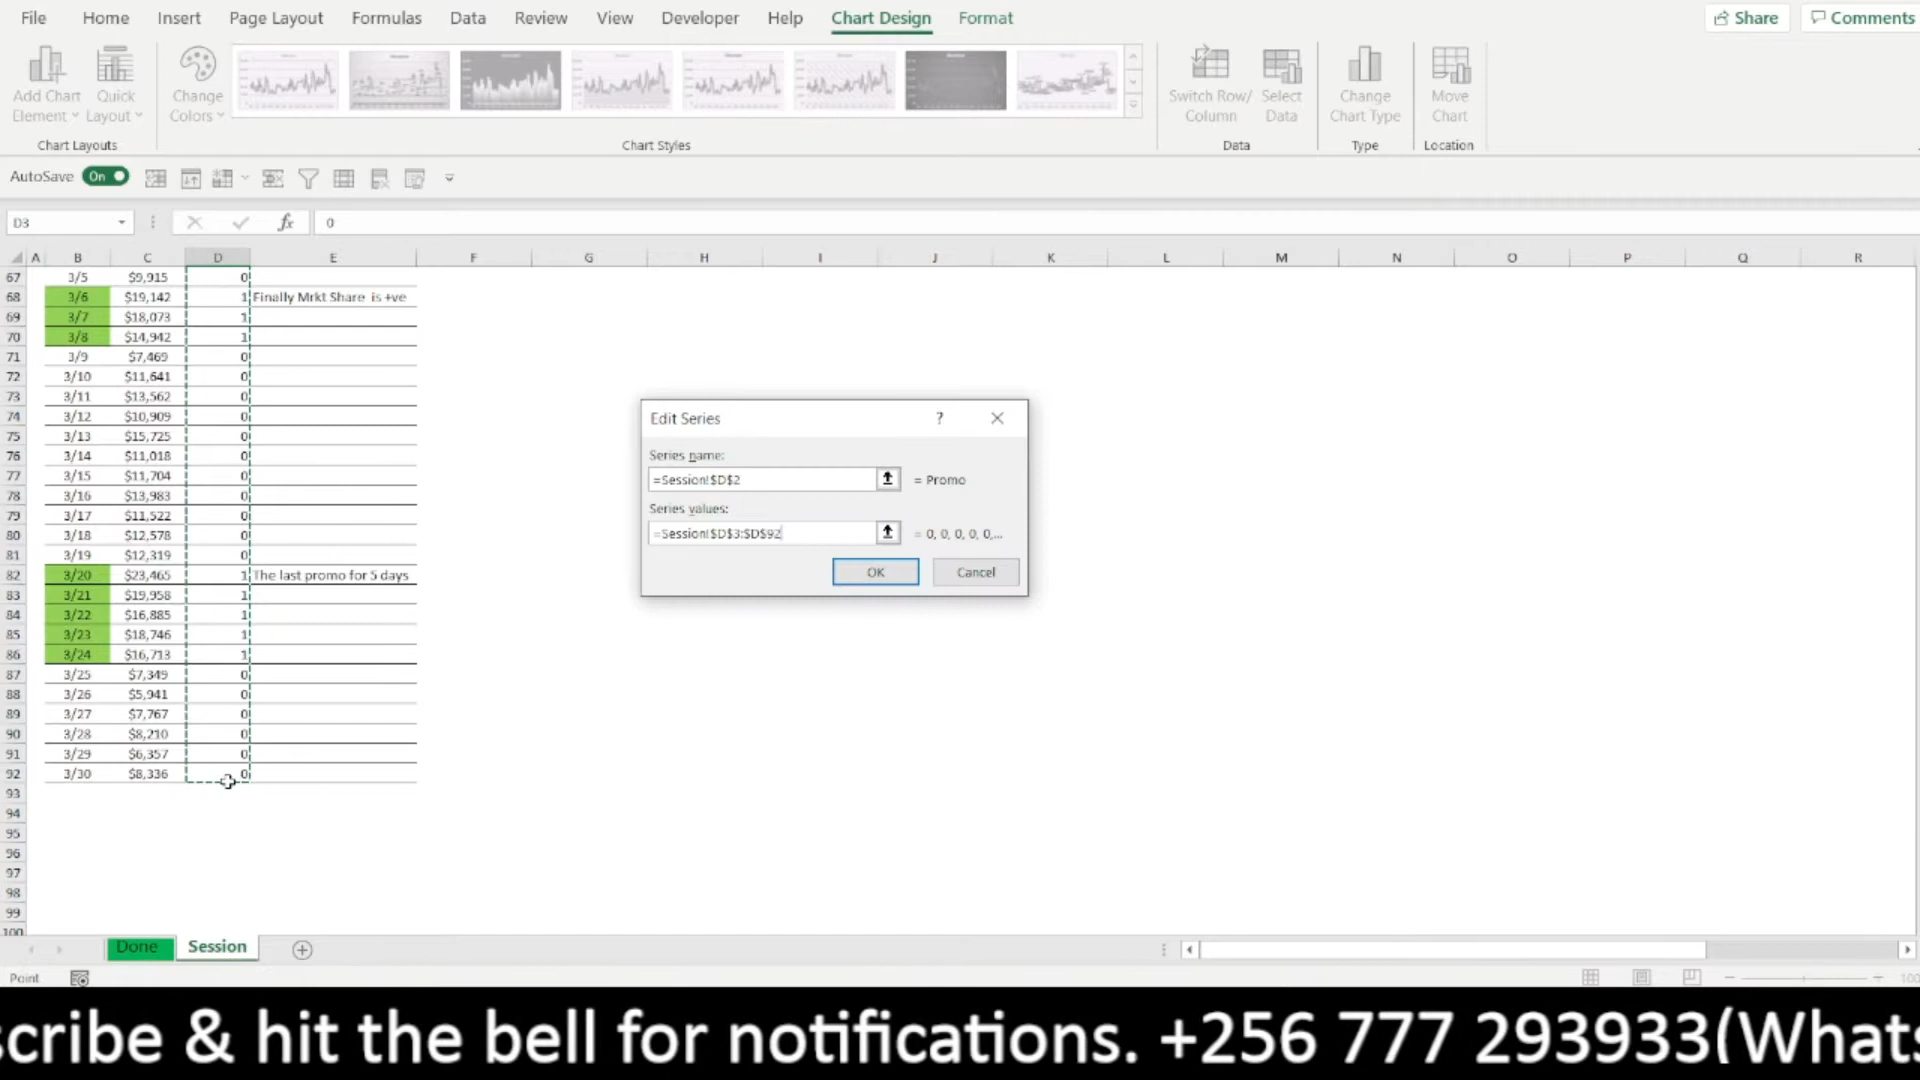 File Home Insert Page Layout Formulas Data Review View Developer Help Chart Design Format Share Comments
Add Chart Element Quick Layout Change Colors Switch Row/ Column Select Data Change Chart Type Move Chart
Chart Layouts Chart Styles Data Type Location
AutoSave On
D3 fx 0
A B C D E F G H I J K L M N O P Q R
67 3/5 $9,915 0
68 3/6 $19,142 1 Finally Mrkt Share is +ve
69 3/7 $18,073 1
70 3/8 $14,942 1
71 3/9 $7,469 0
72 3/10 $11,641 0
73 3/11 $13,562 0
74 3/12 $10,909 0
75 3/13 $15,725 0
76 3/14 $11,018 0
77 3/15 $11,704 0
78 3/16 $13,983 0
79 3/17 $11,522 0
80 3/18 $12,578 0
81 3/19 $12,319 0
82 3/20 $23,465 1 The last promo for 5 days
83 3/21 $19,958 1
84 3/22 $16,885 1
85 3/23 $18,746 1
86 3/24 $16,713 1
87 3/25 $7,349 0
88 3/26 $5,941 0
89 3/27 $7,767 0
90 3/28 $8,210 0
91 3/29 $6,357 0
92 3/30 $8,336 0
93
94
95
96
97
98
99
100
Edit Series ?
Series name:
=Session!$D$2 = Promo
Series values:
=Session!$D$3:$D$92 = 0, 0, 0, 0, 0,...
OK Cancel
Done Session
Point 100
scribe & hit the bell for notifications. +256 777 293933(Whats